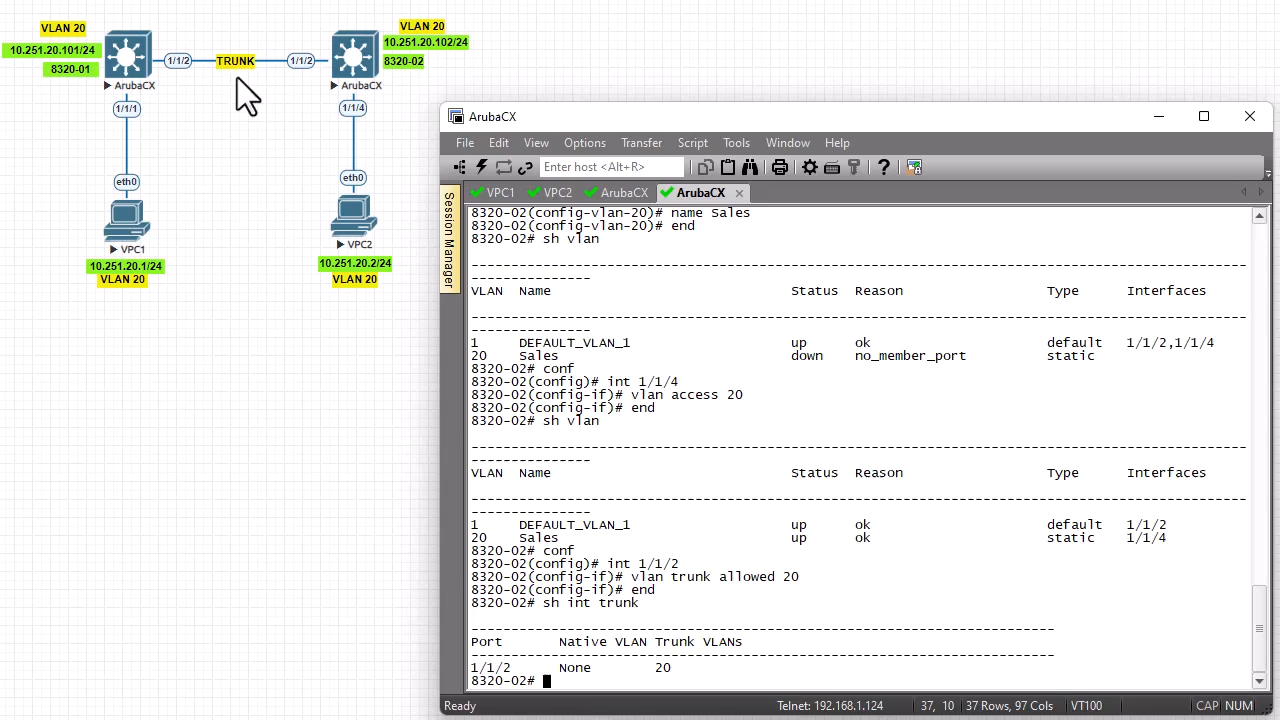 VLAN 20
10.251.20.101/24
8320-01
ArubaCX
1/1/2
TRUNK
1/1/2
VLAN 20
10.251.20.102/24
8320-02
ArubaCX
1/1/1
1/1/4
eth0
eth0
VPC1
VPC2
10.251.20.1/24
VLAN 20
10.251.20.2/24
VLAN 20
ArubaCX
File Edit View Options Transfer Script Tools Window Help
Enter host <Alt+R>
VPC1 VPC2 ArubaCX ArubaCX
Session Manager
8320-02(config-vlan-20)# name Sales
8320-02(config-vlan-20)# end
8320-02# sh vlan
-------------------------------------------------------------------------------------------------
---------------
VLAN Name Status Reason Type Interfaces
-------------------------------------------------------------------------------------------------
---------------
1 DEFAULT_VLAN_1 up ok default 1/1/2,1/1/4
20 Sales down no_member_port static
8320-02# conf
8320-02(config)# int 1/1/4
8320-02(config-if)# vlan access 20
8320-02(config-if)# end
8320-02# sh vlan
-------------------------------------------------------------------------------------------------
---------------
VLAN Name Status Reason Type Interfaces
-------------------------------------------------------------------------------------------------
---------------
1 DEFAULT_VLAN_1 up ok default 1/1/2
20 Sales up ok static 1/1/4
8320-02# conf
8320-02(config)# int 1/1/2
8320-02(config-if)# vlan trunk allowed 20
8320-02(config-if)# end
8320-02# sh int trunk
-------------------------------------------------------------------------
Port Native VLAN Trunk VLANs
-------------------------------------------------------------------------
1/1/2 None 20
8320-02#
Ready Telnet: 192.168.1.124 37, 10 37 Rows, 97 Cols VT100 CAP NUM